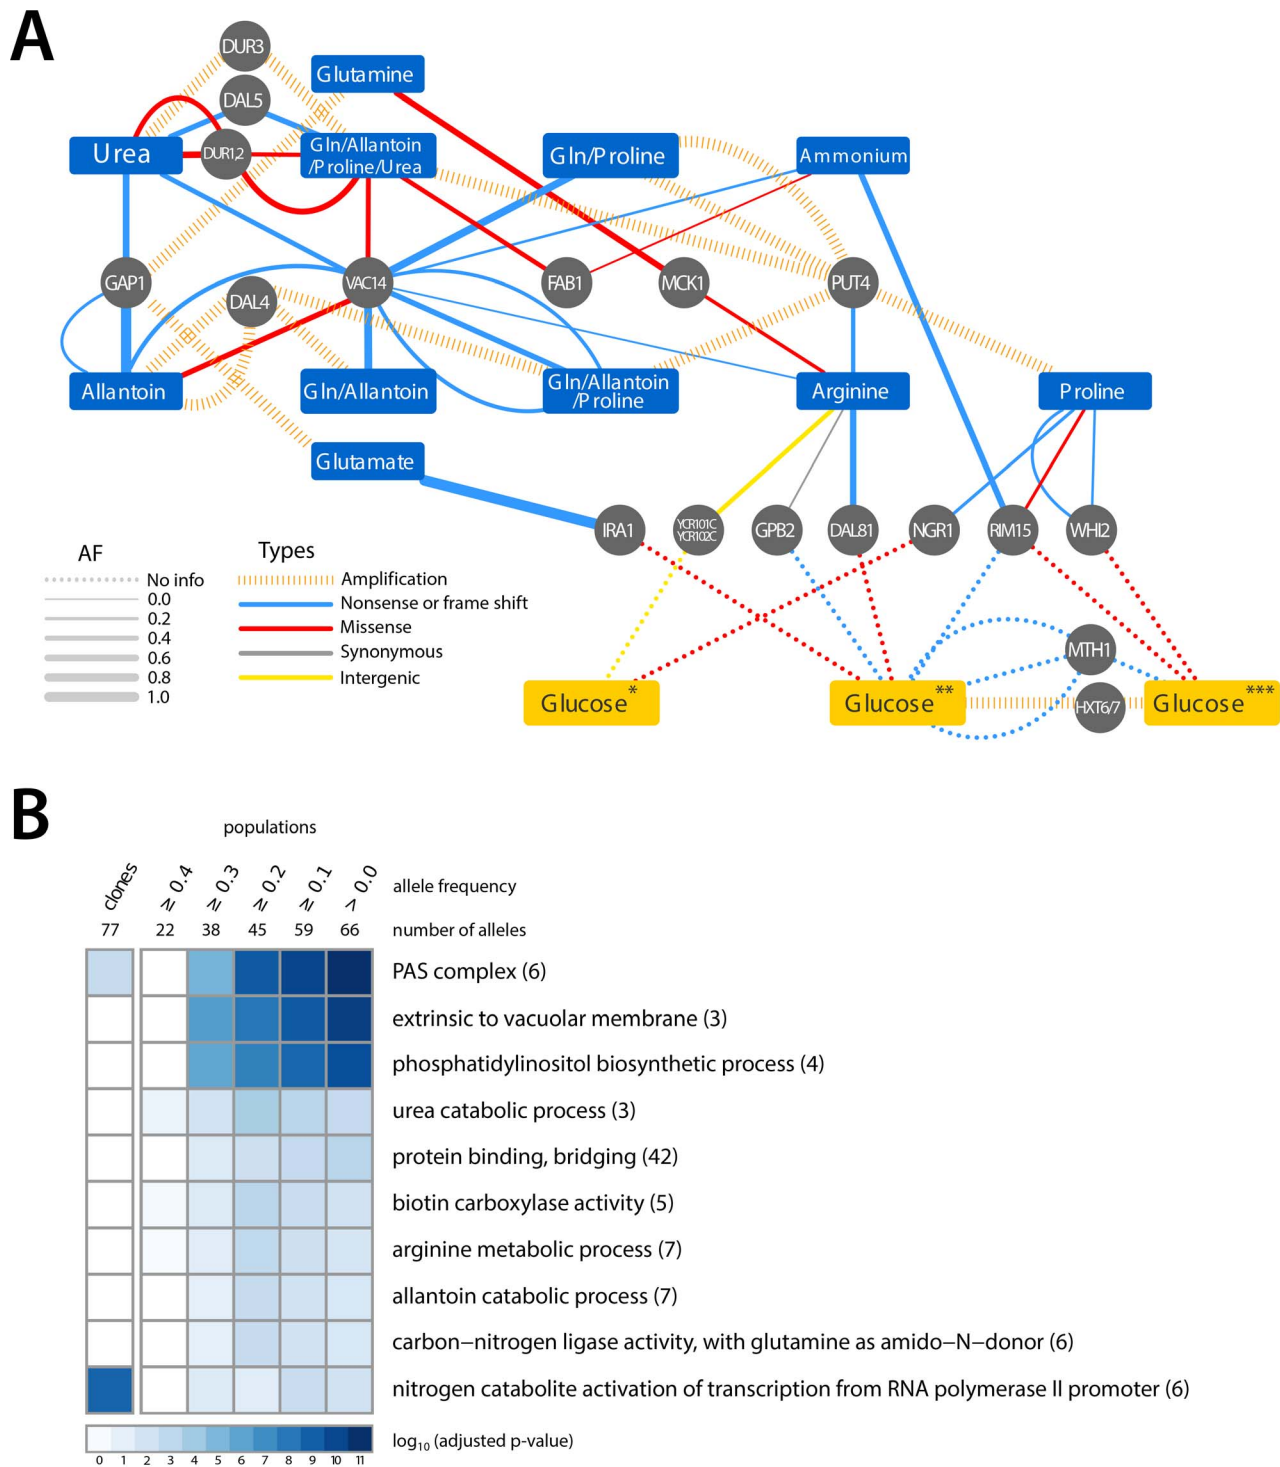 A
DUR3
Glutamine
DAL5
Urea
DUR1,2
Gln/Allantoin
/Proline/Urea
Gln/Proline
Ammonium
GAP1
DAL4
VAC14
FAB1
MCK1
PUT4
Allantoin
Gln/Allantoin
Gln/Allantoin
/Proline
Arginine
Proline
Glutamate
IRA1
YCR101C
YCR102C
GPB2
DAL81
NGR1
RIM15
WHI2
AF
No info
0.0
0.2
0.4
0.6
0.8
1.0
Types
Amplification
Nonsense or frame shift
Missense
Synonymous
Intergenic
MTH1
HXT6/7
Glucose*
Glucose**
Glucose***
B
populations
clones
≥ 0.4
≥ 0.3
≥ 0.2
≥ 0.1
> 0.0
allele frequency
77 22 38 45 59 66 number of alleles
PAS complex (6)
extrinsic to vacuolar membrane (3)
phosphatidylinositol biosynthetic process (4)
urea catabolic process (3)
protein binding, bridging (42)
biotin carboxylase activity (5)
arginine metabolic process (7)
allantoin catabolic process (7)
carbon−nitrogen ligase activity, with glutamine as amido−N−donor (6)
nitrogen catabolite activation of transcription from RNA polymerase II promoter (6)
log₁₀ (adjusted p-value)
0 1 2 3 4 5 6 7 8 9 10 11